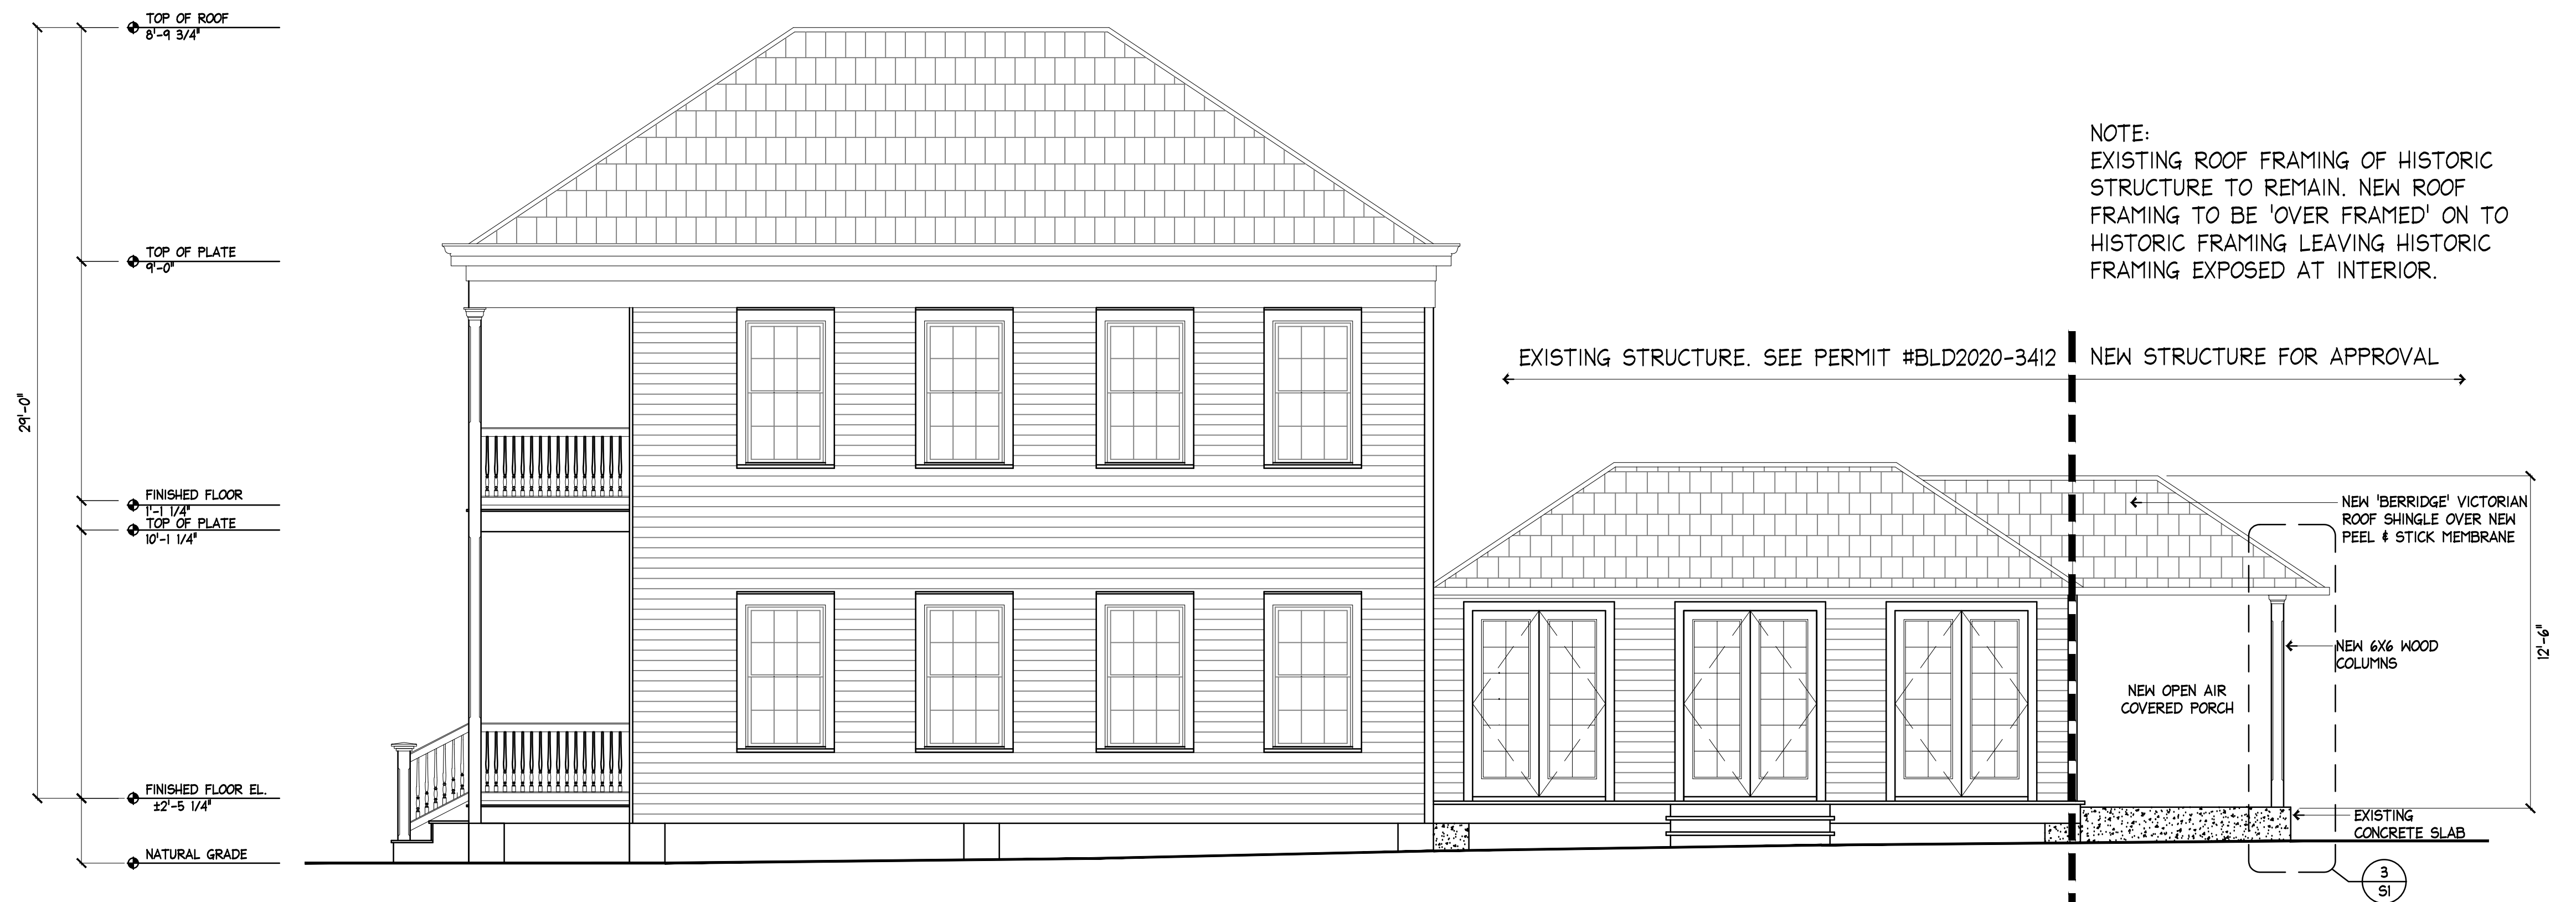 TOP OF ROOF
8'-9 3/4"
TOP OF PLATE
9'-0"
29'-0"
FINISHED FLOOR
1'-1 1/4"
TOP OF PLATE
10'-1 1/4"
FINISHED FLOOR EL.
±2'-5 1/4"
NATURAL GRADE
NOTE:
EXISTING ROOF FRAMING OF HISTORIC
STRUCTURE TO REMAIN. NEW ROOF
FRAMING TO BE 'OVER FRAMED' ON TO
HISTORIC FRAMING LEAVING HISTORIC
FRAMING EXPOSED AT INTERIOR.
EXISTING STRUCTURE. SEE PERMIT #BLD2020-3412
NEW STRUCTURE FOR APPROVAL
NEW 'BERRIDGE' VICTORIAN
ROOF SHINGLE OVER NEW
PEEL & STICK MEMBRANE
NEW 6X6 WOOD
COLUMNS
12'-6"
NEW OPEN AIR
COVERED PORCH
EXISTING
CONCRETE SLAB
3
S1